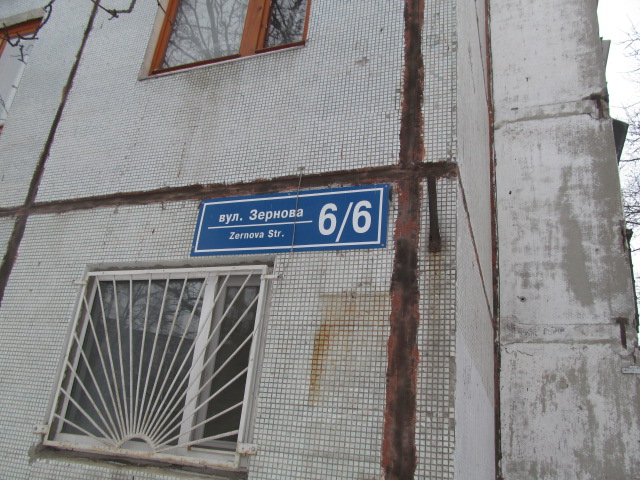 вул. Зернова
Zernova Str.
6/6